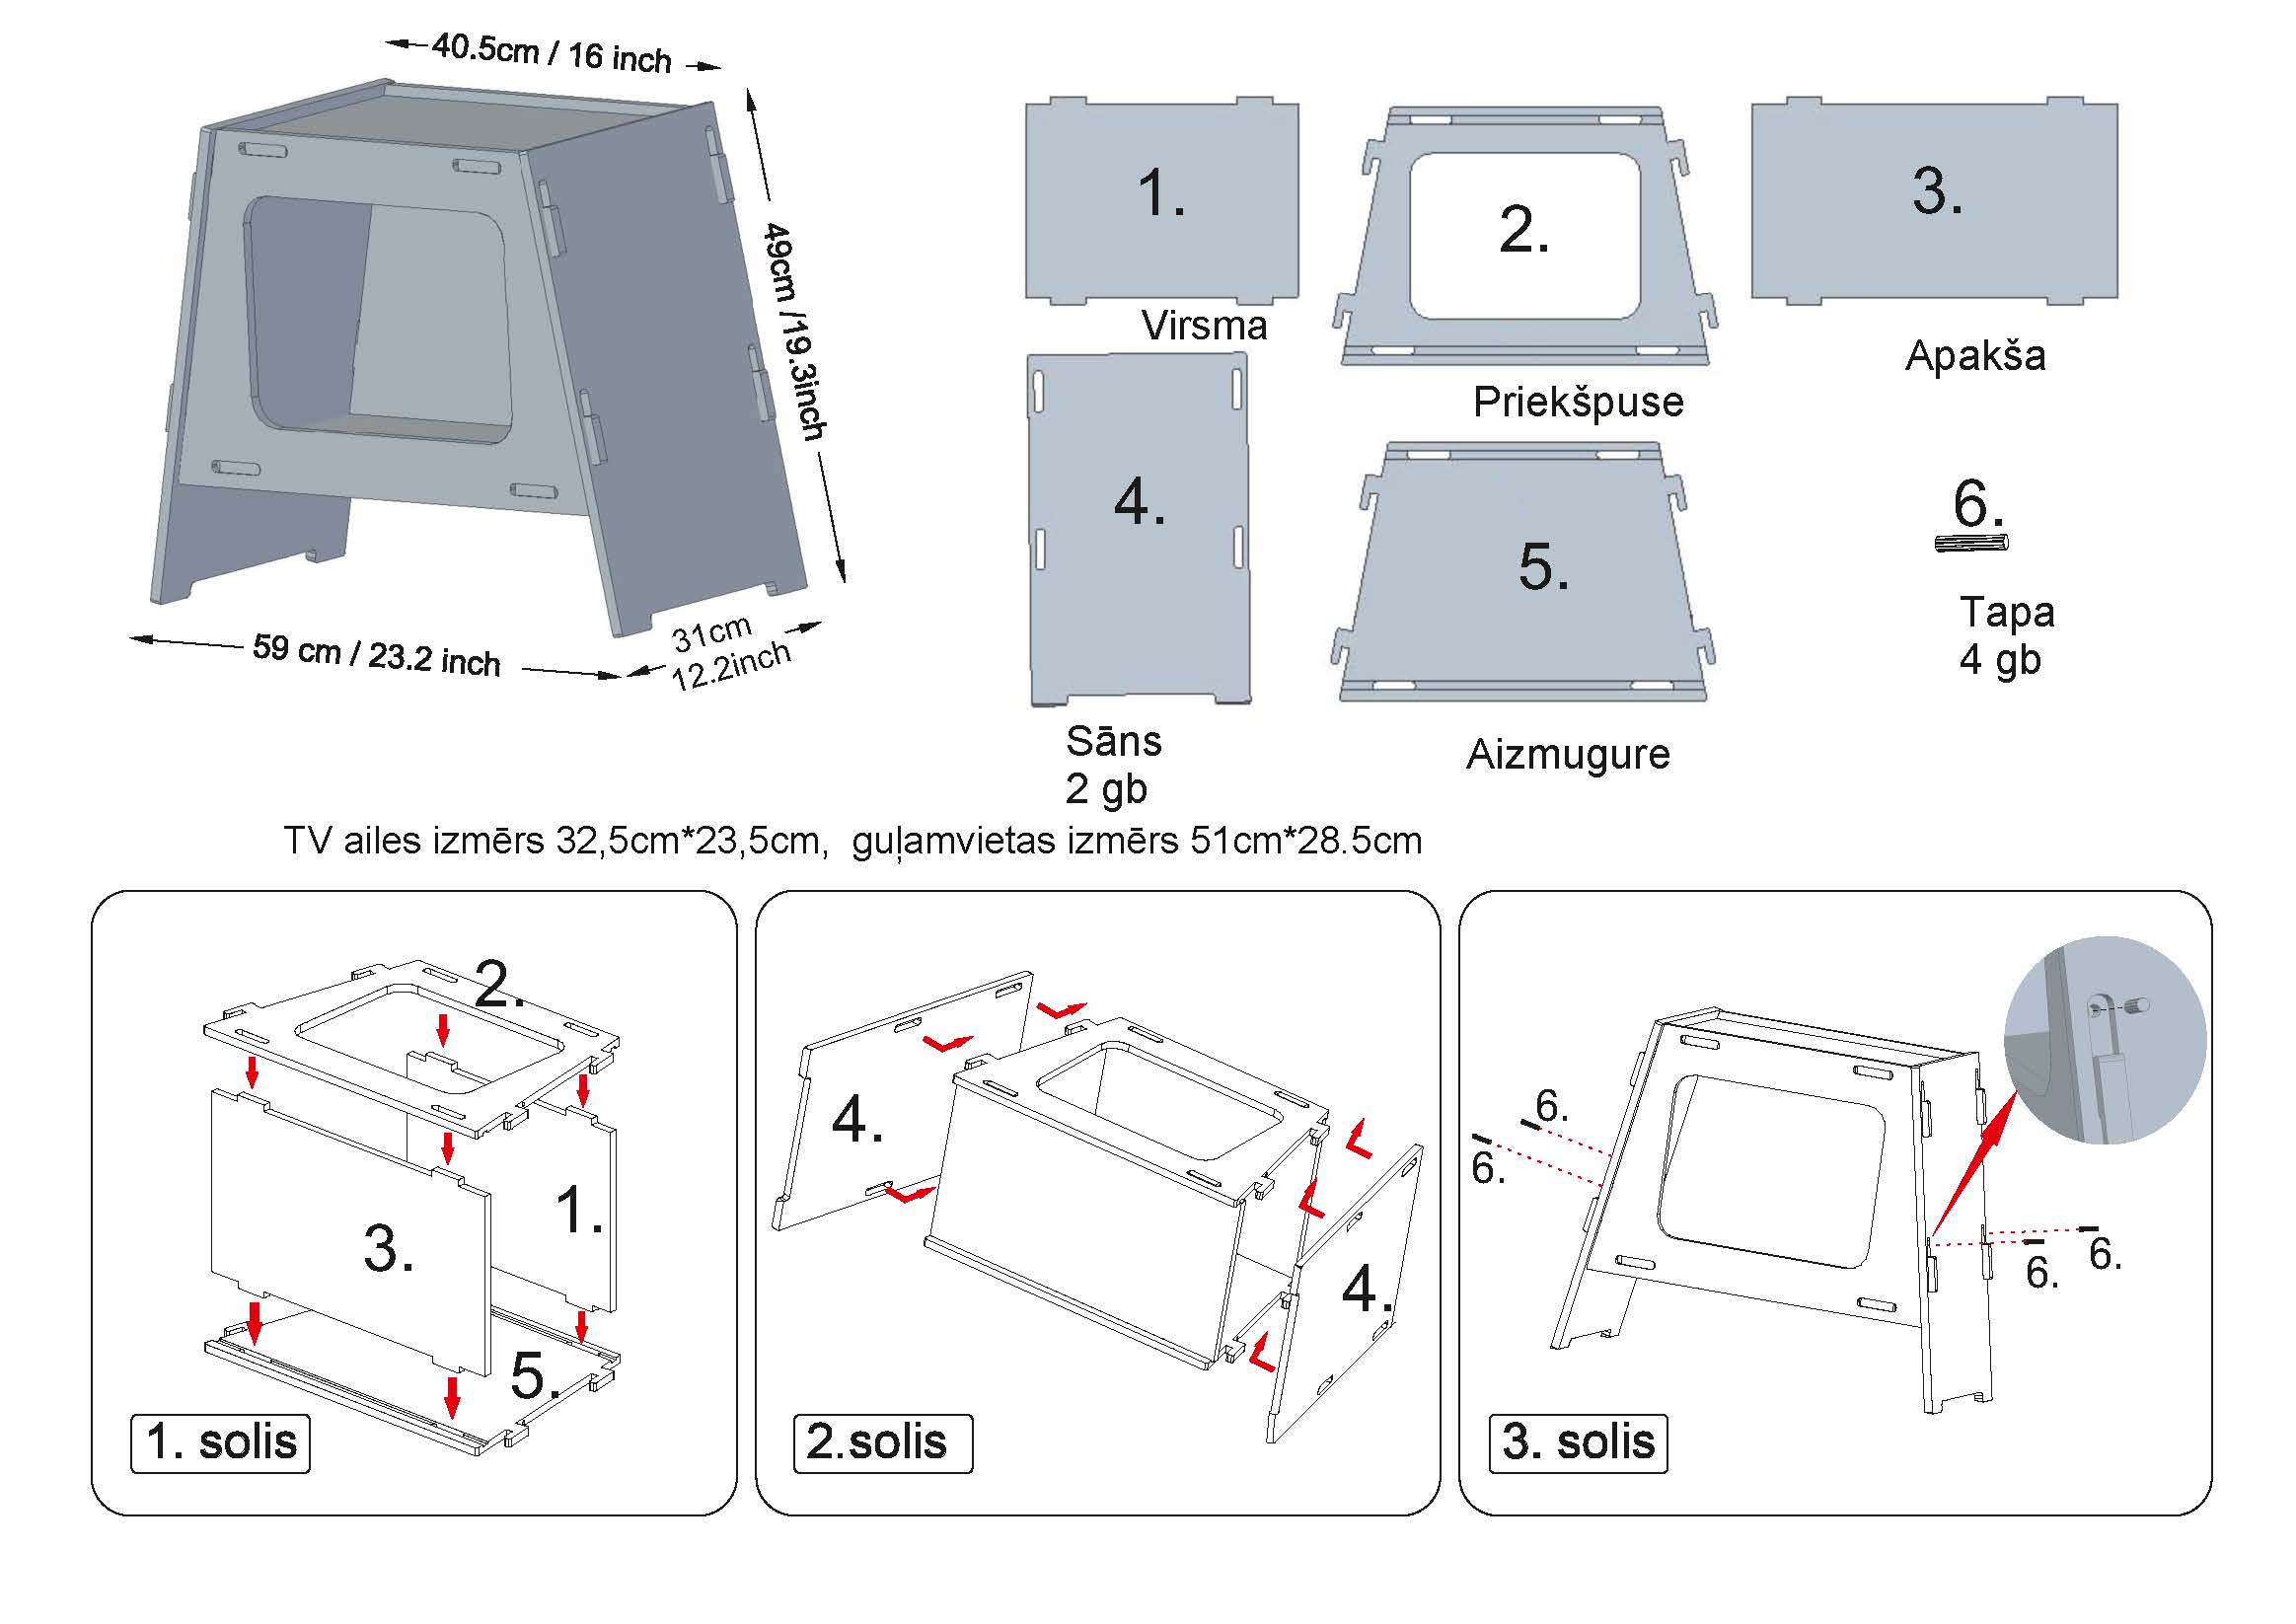 40.5cm / 16 inch
49cm /19.3inch
59 cm / 23.2 inch
31cm
12.2inch
1.
Virsma
2.
Priekšpuse
3.
Apakša
4.
Sāns
2 gb
5.
Aizmugure
6.
Tapa
4 gb
TV ailes izmērs 32,5cm*23,5cm, guļamvietas izmērs 51cm*28.5cm
2.
1.
3.
5.
1. solis
4.
4.
2.solis
6.
6.
6.
6.
3. solis